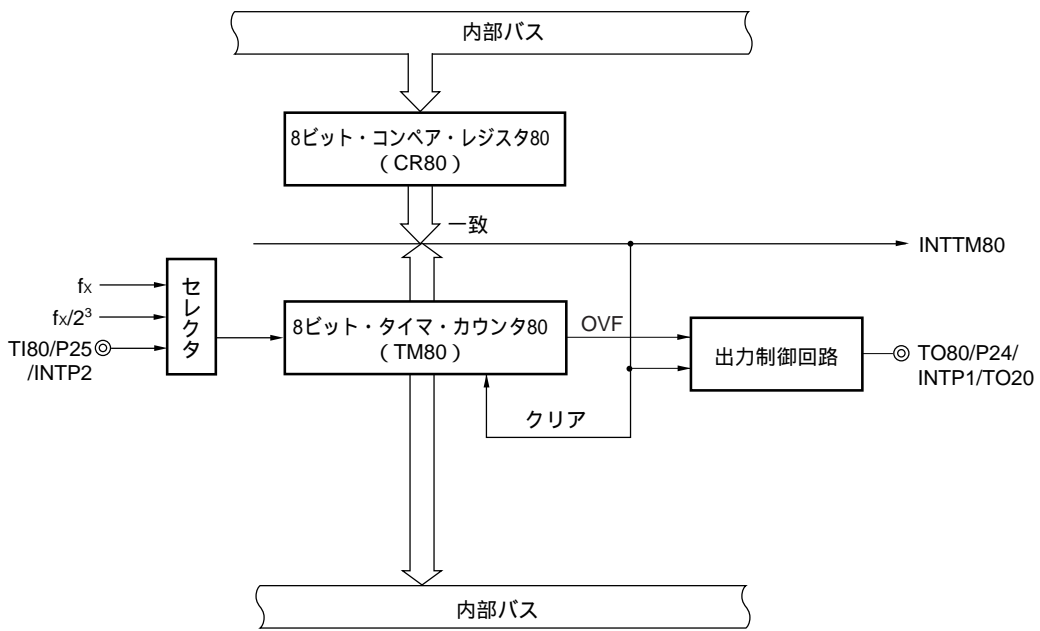 内部バス
8ビット・コンペア・レジスタ80
（CR80）
一致
INTTM80
fX
fX/2³
TI80/P25
/INTP2
セレクタ
8ビット・タイマ・カウンタ80
（TM80）
OVF
出力制御回路
TO80/P24/
INTP1/TO20
クリア
内部バス